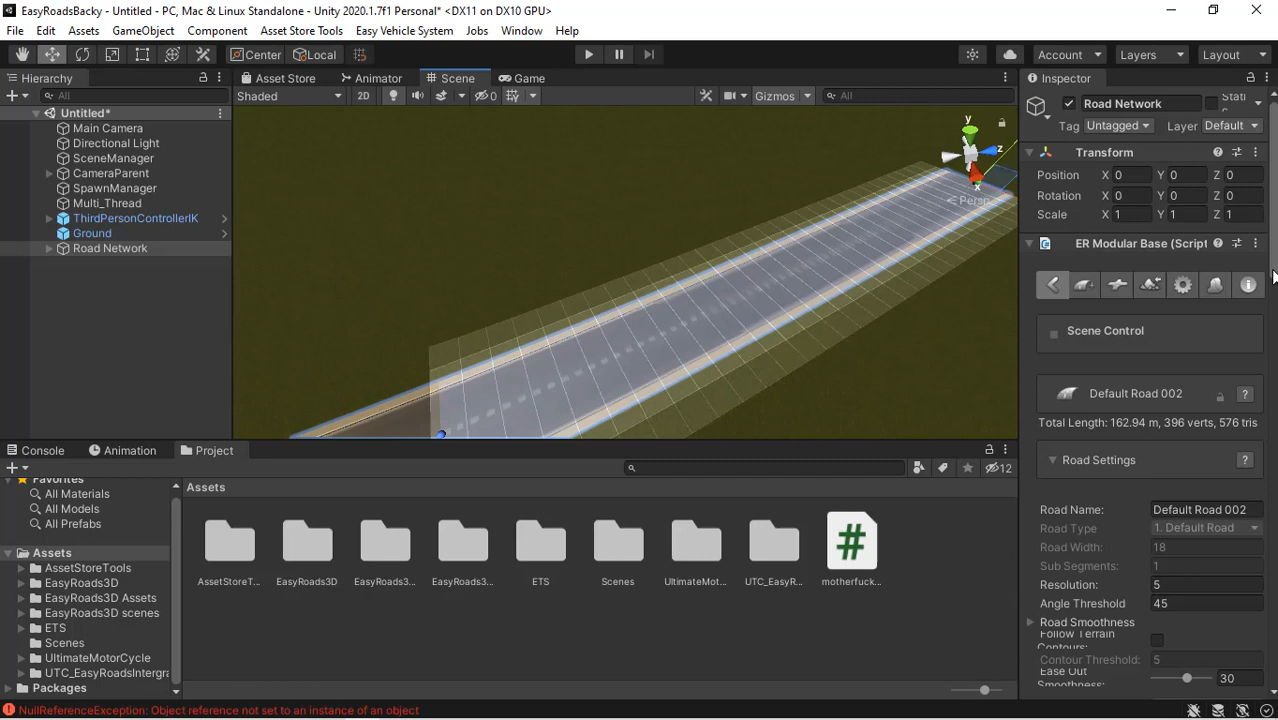 EasyRoadsBacky - Untitled - PC, Mac & Linux Standalone - Unity 2020.1.7f1 Personal* <DX11 on DX10 GPU>
File Edit Assets GameObject Component Asset Store Tools Easy Vehicle System Jobs Window Help
Center Local Account Layers Layout
Hierarchy Asset Store Animator Scene Game Inspector
All Shaded 2D 0 Gizmos All
Road Network Stati c
Tag Untagged Layer Default
Untitled*
Main Camera
Directional Light
SceneManager
CameraParent
SpawnManager
Multi_Thread
ThirdPersonControllerIK
Ground
Road Network
y
z
x
< Persp
Transform
Position X 0 Y 0 Z 0
Rotation X 0 Y 0 Z 0
Scale X 1 Y 1 Z 1
ER Modular Base (Script
Scene Control
Default Road 002 ?
Total Length: 162.94 m, 396 verts, 576 tris
Road Settings ?
Road Name: Default Road 002
Road Type 1. Default Road
Road Width: 18
Sub Segments: 1
Resolution: 5
Angle Threshold 45
Road Smoothness
Follow Terrain
Contours:
Contour Threshold: 5
Ease Out
Smoothness: 30
Console Animation Project
12
Favorites
All Materials
All Models
All Prefabs
Assets
AssetStoreTools
EasyRoads3D
EasyRoads3D Assets
EasyRoads3D scenes
ETS
Scenes
UltimateMotorCycle
UTC_EasyRoadsIntergra
Packages
Assets
AssetStoreT... EasyRoads3D EasyRoads3... EasyRoads3... ETS Scenes UltimateMot... UTC_EasyR... motherfuck...
#
NullReferenceException: Object reference not set to an instance of an object